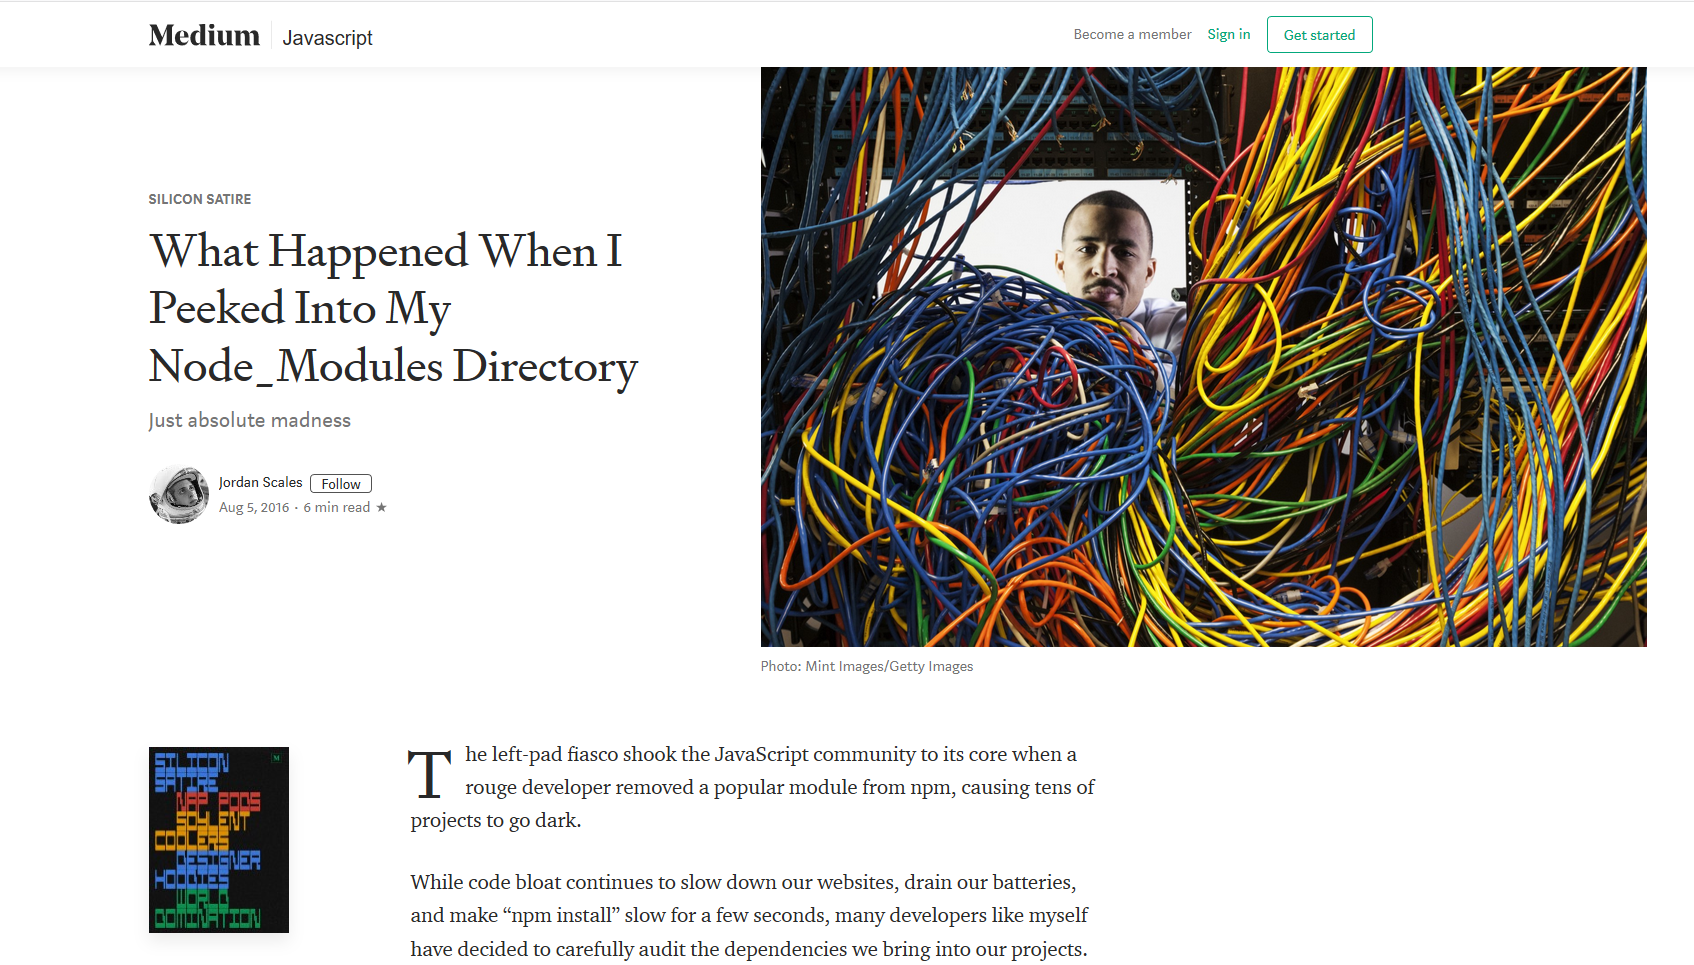 Medium Javascript
Become a member Sign in Get started
SILICON SATIRE
What Happened When I
Peeked Into My
Node_Modules Directory
Just absolute madness
Jordan Scales Follow
Aug 5, 2016 · 6 min read ★
Photo: Mint Images/Getty Images
SILICON
SATIRE
NAP PODS
SOYLENT
COOLERS
DESIGNER
HOODIES
WORLD
DOMINATION
M
The left-pad fiasco shook the JavaScript community to its core when a
rouge developer removed a popular module from npm, causing tens of
projects to go dark.
While code bloat continues to slow down our websites, drain our batteries,
and make “npm install” slow for a few seconds, many developers like myself
have decided to carefully audit the dependencies we bring into our projects.